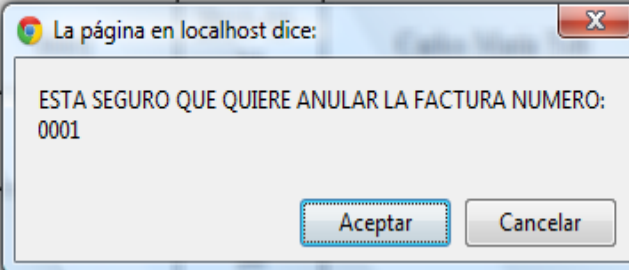 La página en localhost dice:
ESTA SEGURO QUE QUIERE ANULAR LA FACTURA NUMERO:
0001
Aceptar
Cancelar